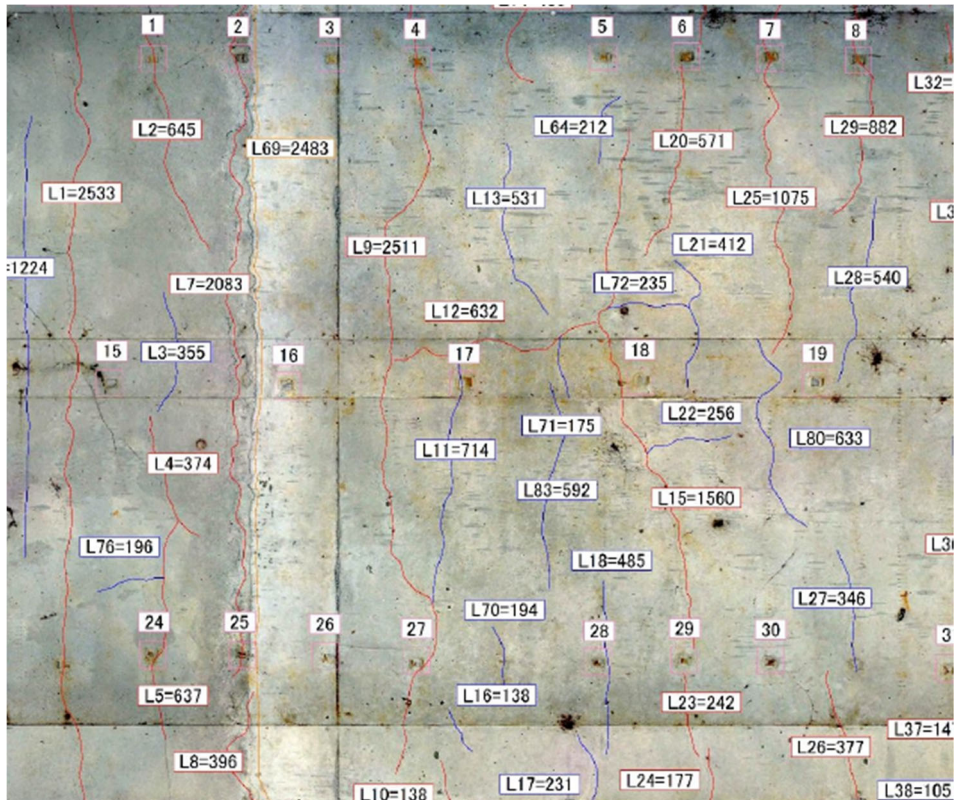 1 2 3 4 5 6 7 8
L32=
L2=645
L64=212
L20=571
L29=882
L69=2483
L1=2533
L13=531
L25=1075
L9=2511
L21=412
=1224
L7=2083
L72=235
L28=540
L12=632
15
L3=355
16
17
18
19
L71=175
L22=256
L11=714
L80=633
L4=374
L83=592
L15=1560
L76=196
L18=485
L70=194
L27=346
24 25 26 27 28 29 30
L5=637
L16=138
L23=242
L37=14
L8=396
L26=377
L10=138
L17=231
L24=177
L38=105